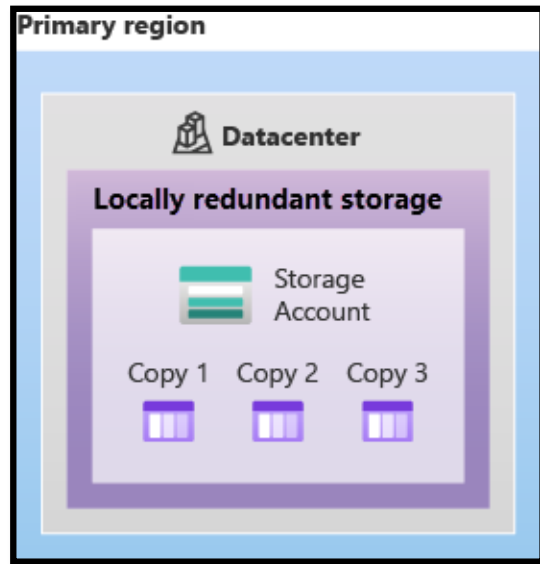 Primary region
Datacenter
Locally redundant storage
Storage
Account
Copy 1 Copy 2 Copy 3